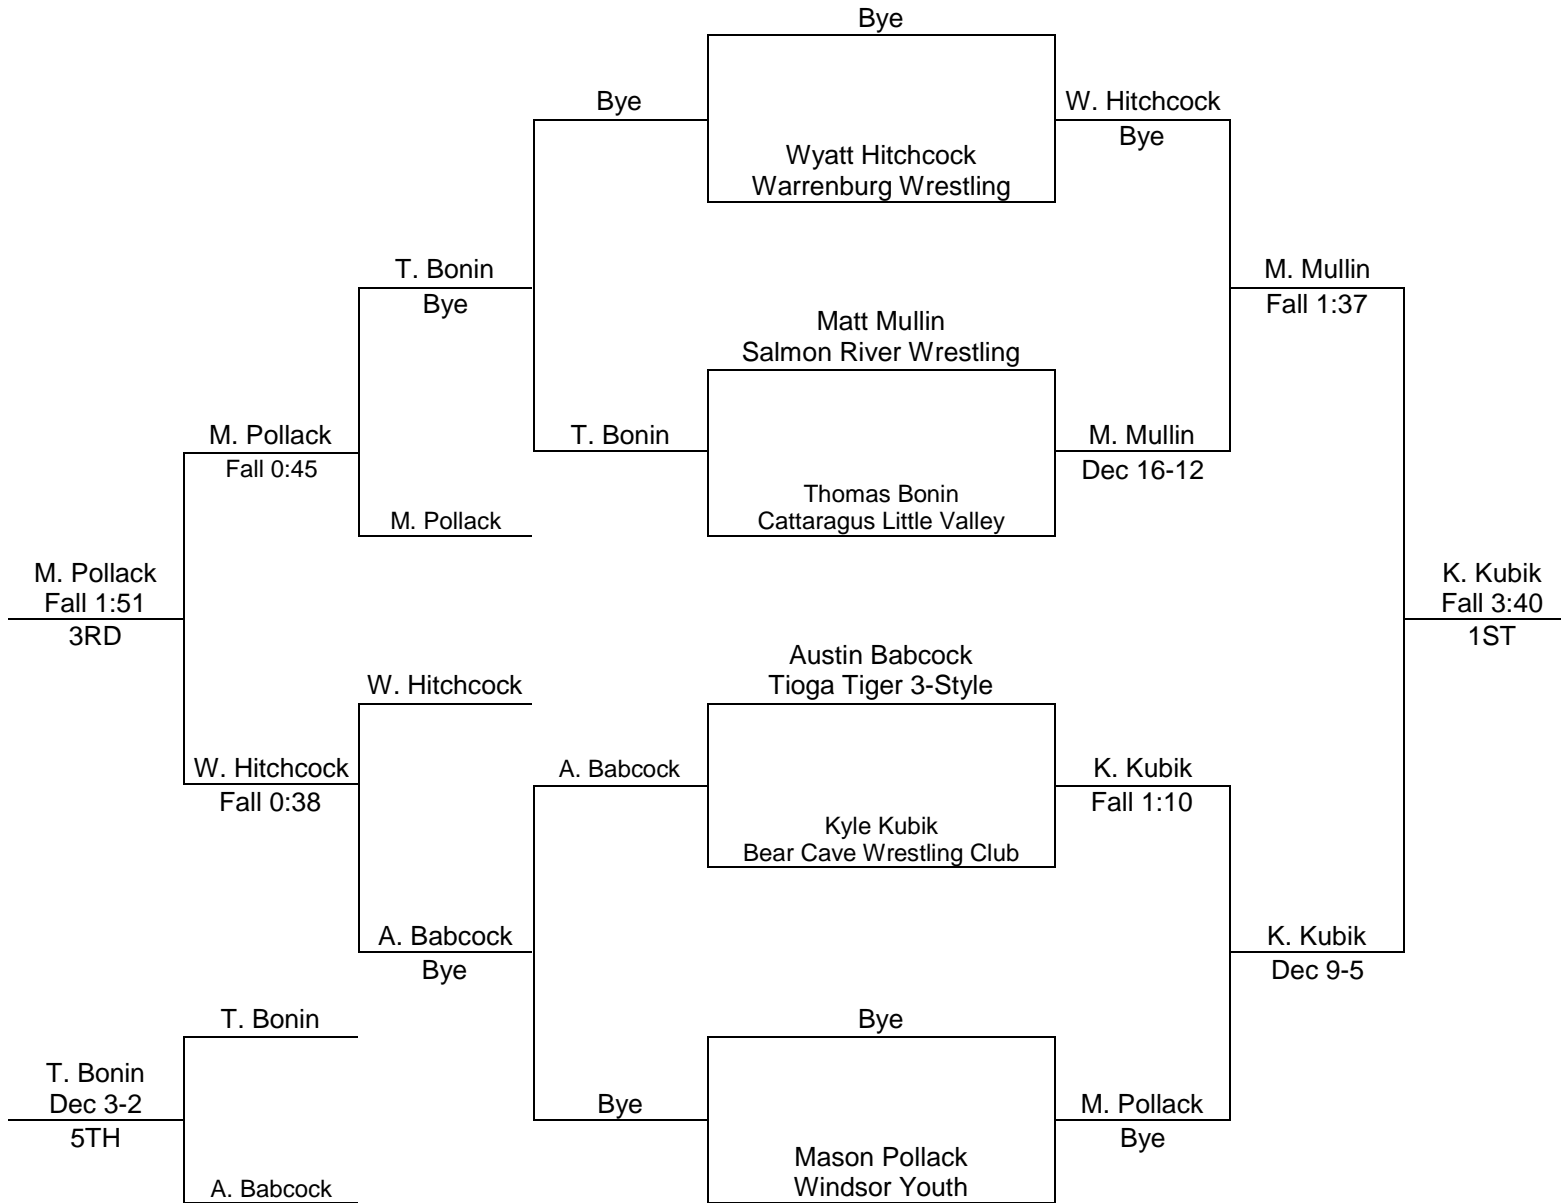 Bye
Bye
W. Hitchcock
Bye
Wyatt Hitchcock
Warrenburg Wrestling
T. Bonin
Bye
M. Mullin
Fall 1:37
Matt Mullin
Salmon River Wrestling
M. Pollack
Fall 0:45
T. Bonin
M. Mullin
Dec 16-12
Thomas Bonin
Cattaragus Little Valley
M. Pollack
M. Pollack
Fall 1:51
3RD
K. Kubik
Fall 3:40
1ST
Austin Babcock
Tioga Tiger 3-Style
W. Hitchcock
W. Hitchcock
Fall 0:38
A. Babcock
K. Kubik
Fall 1:10
Kyle Kubik
Bear Cave Wrestling Club
A. Babcock
Bye
K. Kubik
Dec 9-5
T. Bonin
Bye
T. Bonin
Dec 3-2
5TH
Bye
M. Pollack
Bye
Mason Pollack
Windsor Youth
A. Babcock